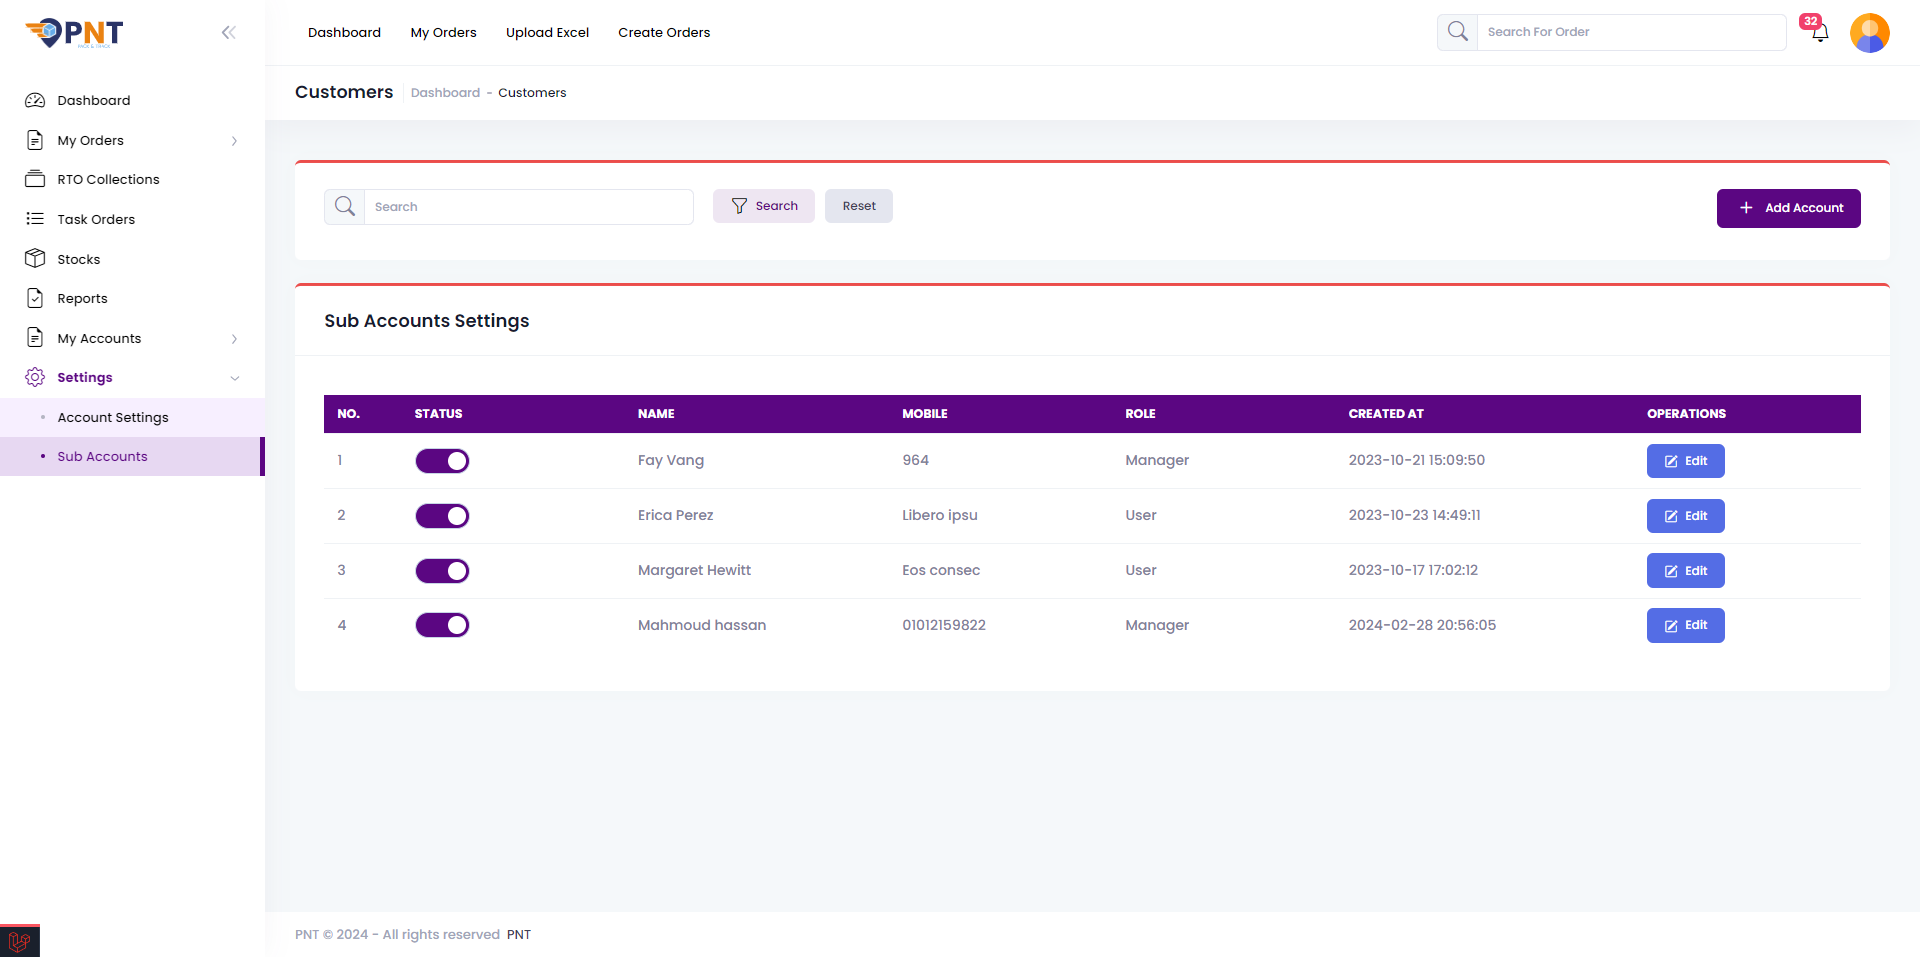 PNT
PACK & TRACK
Dashboard
My Orders
RTO Collections
Task Orders
Stocks
Reports
My Accounts
Settings
Account Settings
Sub Accounts
Dashboard My Orders Upload Excel Create Orders
Search For Order
32
Customers Dashboard - Customers
Search Search Reset
+ Add Account
Sub Accounts Settings
NO. STATUS NAME MOBILE ROLE CREATED AT OPERATIONS
1 Fay Vang 964 Manager 2023-10-21 15:09:50 Edit
2 Erica Perez Libero ipsu User 2023-10-23 14:49:11 Edit
3 Margaret Hewitt Eos consec User 2023-10-17 17:02:12 Edit
4 Mahmoud hassan 01012159822 Manager 2024-02-28 20:56:05 Edit
PNT © 2024 - All rights reserved PNT